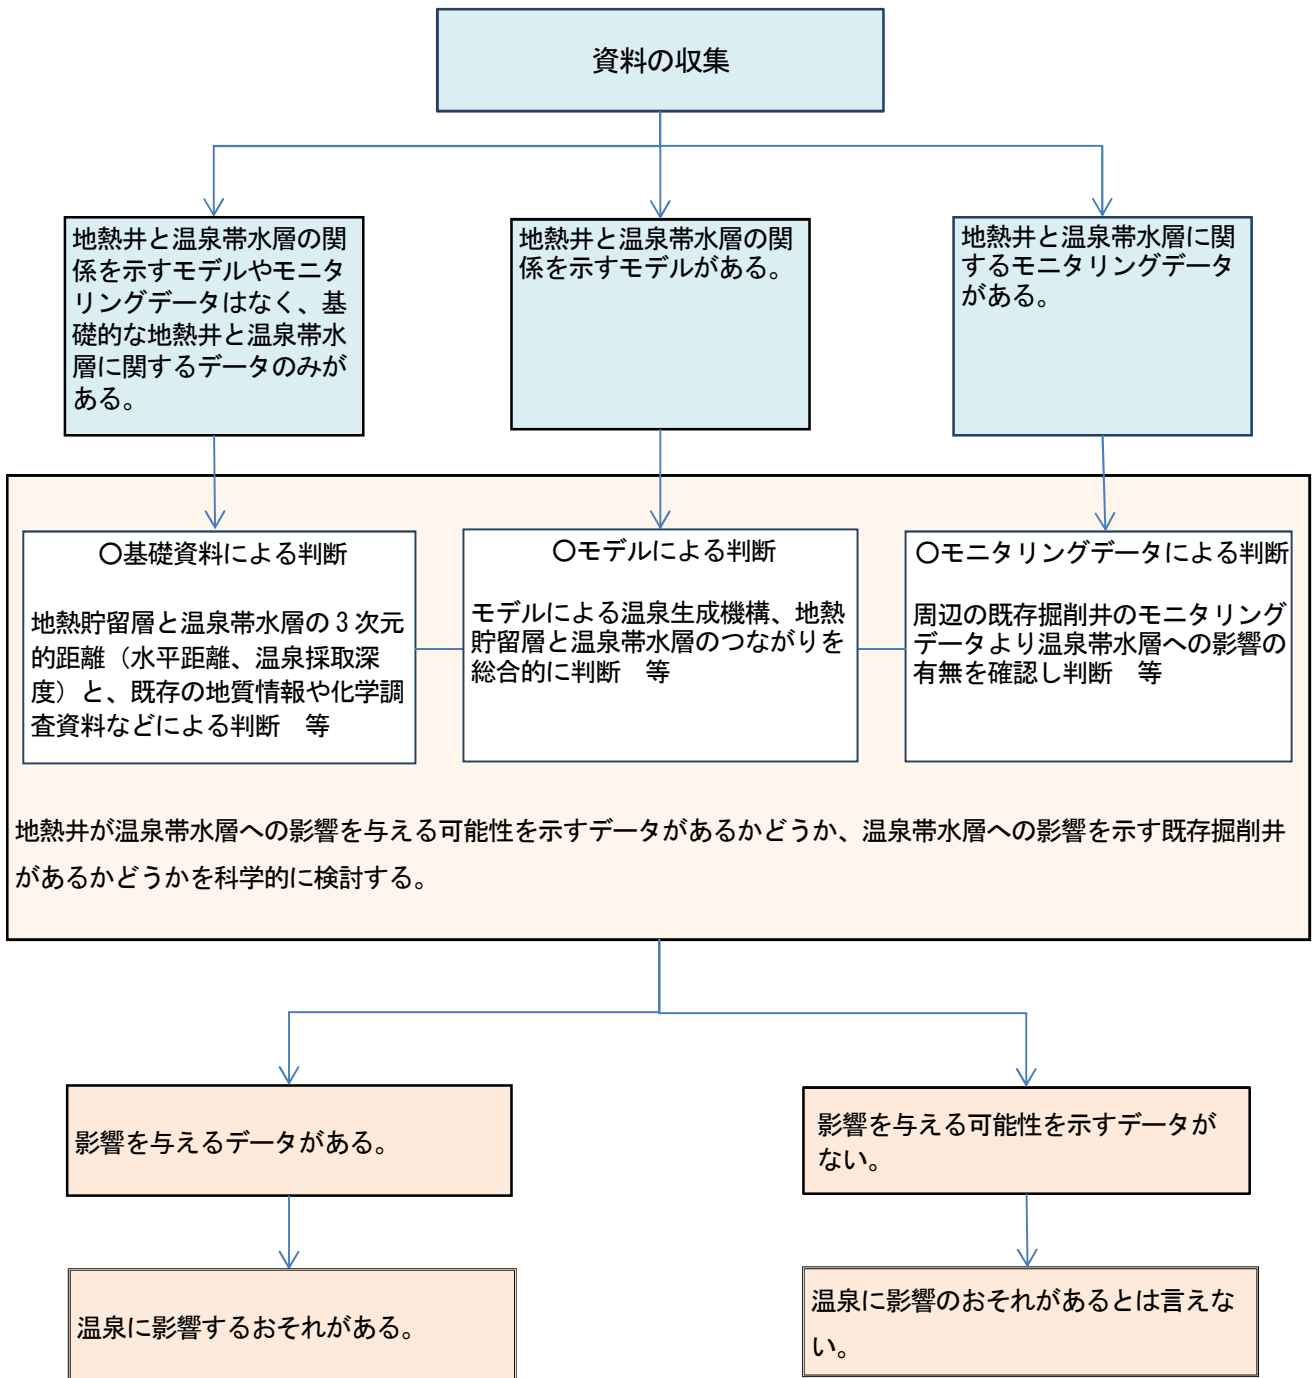 資料の収集
地熱井と温泉帯水層の関
係を示すモデルやモニタ
リングデータはなく、基
礎的な地熱井と温泉帯水
層に関するデータのみが
ある。
地熱井と温泉帯水層の関
係を示すモデルがある。
地熱井と温泉帯水層に関
するモニタリングデータ
がある。
〇基礎資料による判断
地熱貯留層と温泉帯水層の3次元
的距離（水平距離、温泉採取深
度）と、既存の地質情報や化学調
査資料などによる判断　等
〇モデルによる判断
モデルによる温泉生成機構、地熱
貯留層と温泉帯水層のつながりを
総合的に判断　等
〇モニタリングデータによる判断
周辺の既存掘削井のモニタリング
データより温泉帯水層への影響の
有無を確認し判断　等
地熱井が温泉帯水層への影響を与える可能性を示すデータがあるかどうか、温泉帯水層への影響を示す既存掘削井
があるかどうかを科学的に検討する。
影響を与えるデータがある。
影響を与える可能性を示すデータが
ない。
温泉に影響するおそれがある。
温泉に影響のおそれがあるとは言えな
い。